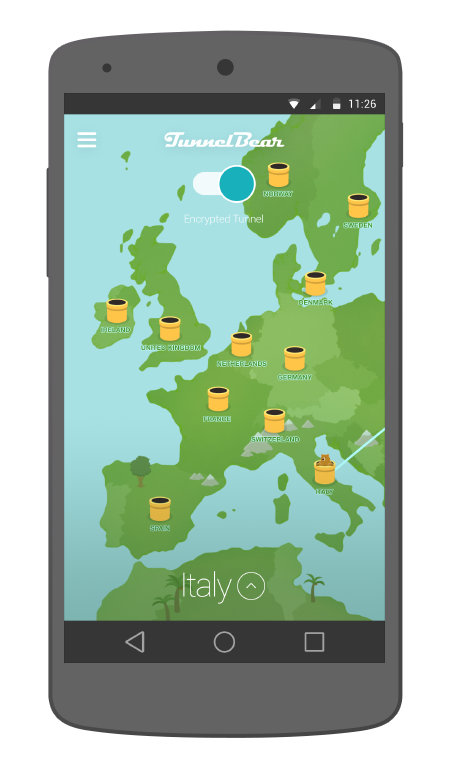 11:26
TunnelBear
NORWAY
Encrypted Tunnel
SWEDEN
DENMARK
IRELAND
UNITED KINGDOM
NETHERLANDS
GERMANY
FRANCE
SWITZERLAND
ITALY
SPAIN
Italy